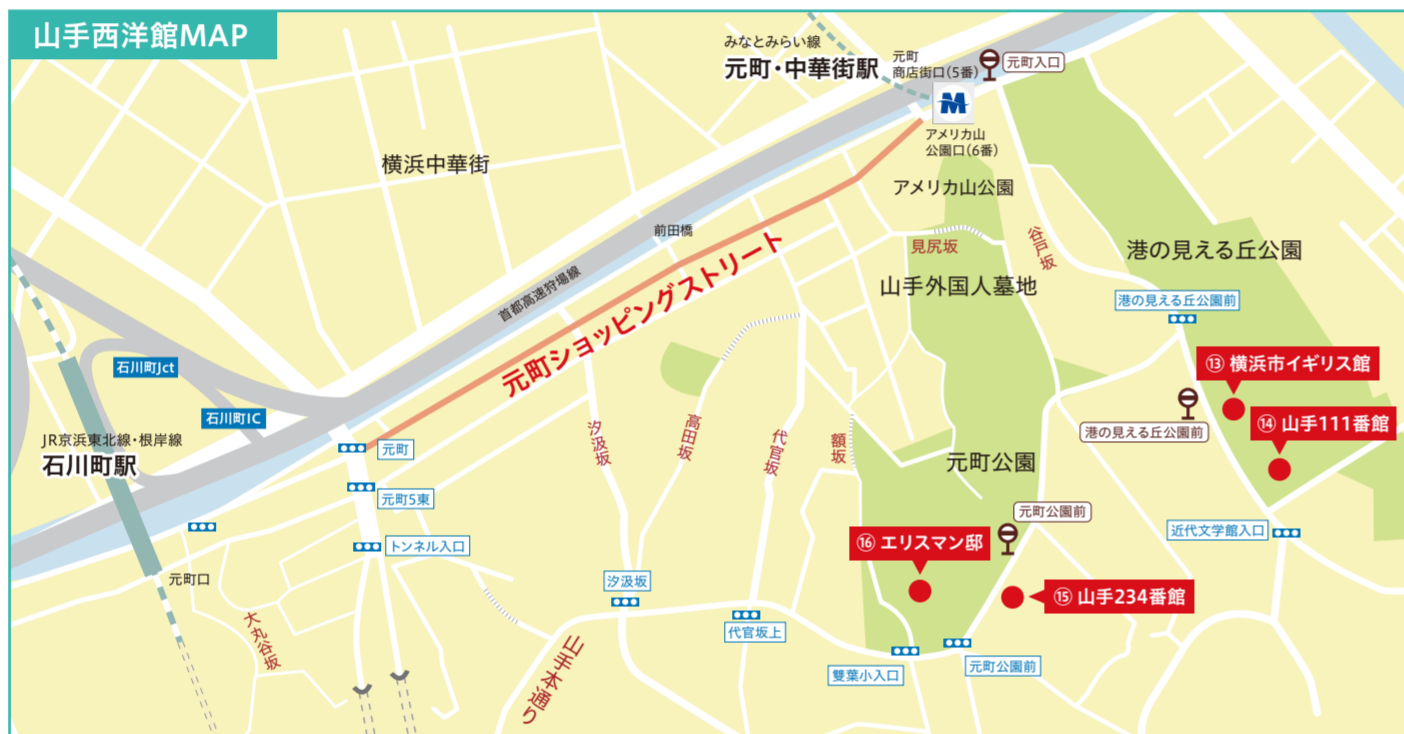 山手西洋館MAP
みなとみらい線
元町・中華街駅
元町
商店街口(5番)
元町入口
M
アメリカ山
公園口(6番)
アメリカ山公園
横浜中華街
前田橋
首都高速狩場線
元町ショッピングストリート
見尻坂
谷戸坂
港の見える丘公園
山手外国人墓地
港の見える丘公園前
⑬ 横浜市イギリス館
⑭ 山手111番館
港の見える丘公園前
石川町Jct
石川町IC
JR京浜東北線・根岸線
石川町駅
元町
元町5東
トンネル入口
汐汲坂
高田坂
代官坂
額坂
元町公園
元町公園前
近代文学館入口
⑯ エリスマン邸
⑮ 山手234番館
元町口
大丸谷坂
汐汲坂
代官坂上
山手本通り
雙葉小入口
元町公園前